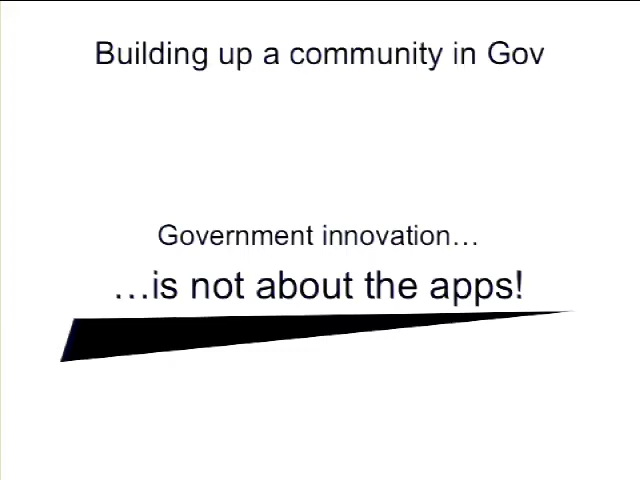 Building up a community in Gov
Government innovation…
…is not about the apps!